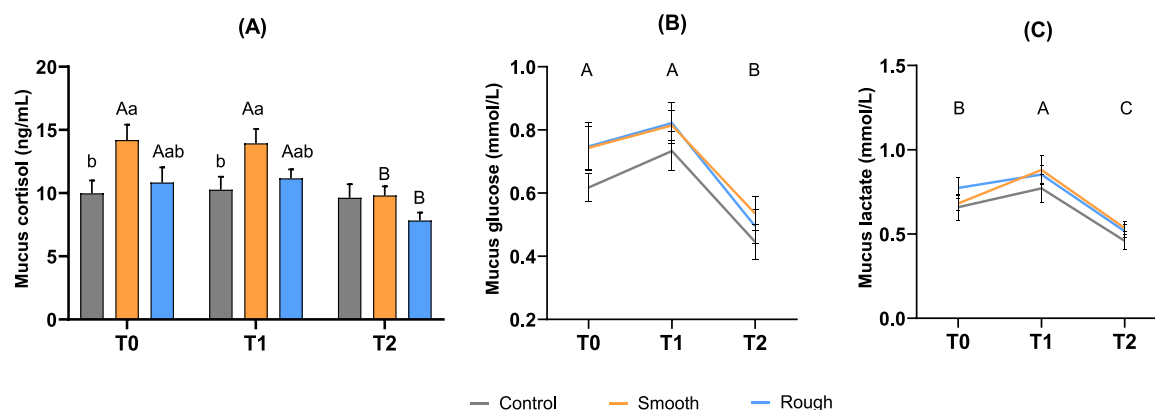 (A)
Mucus cortisol (ng/mL)
20
15
10
5
0
b
Aa
Aab
b
Aa
Aab
B
B
T0
T1
T2
(B)
Mucus glucose (mmol/L)
1.0
0.8
0.6
0.4
0.2
A
A
B
T0
T1
T2
(C)
Mucus lactate (mmol/L)
1.5
1.0
0.5
0.0
B
A
C
T0
T1
T2
Control
Smooth
Rough